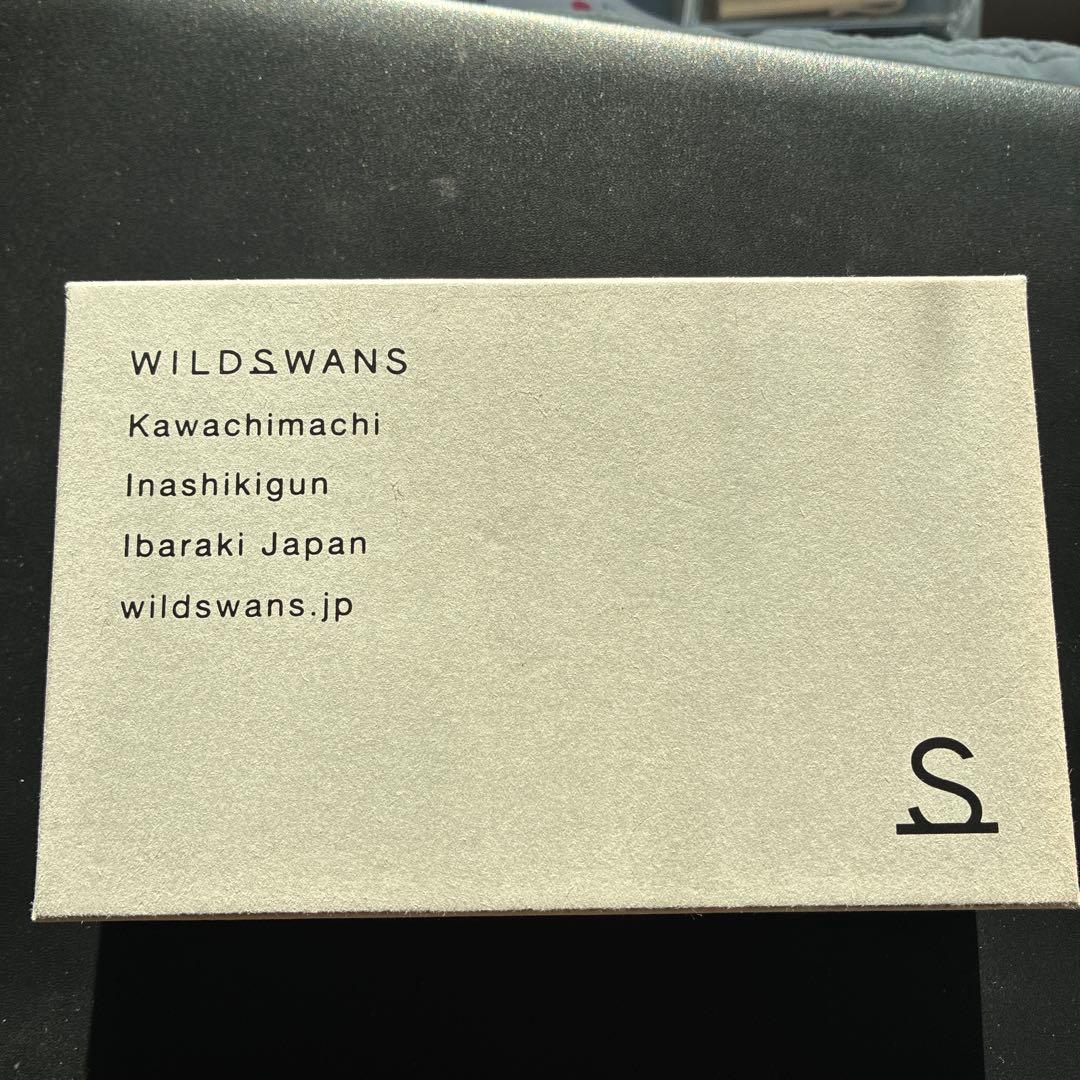 WILDSWANS
Kawachimachi
Inashikigun
Ibaraki Japan
wildswans.jp
S